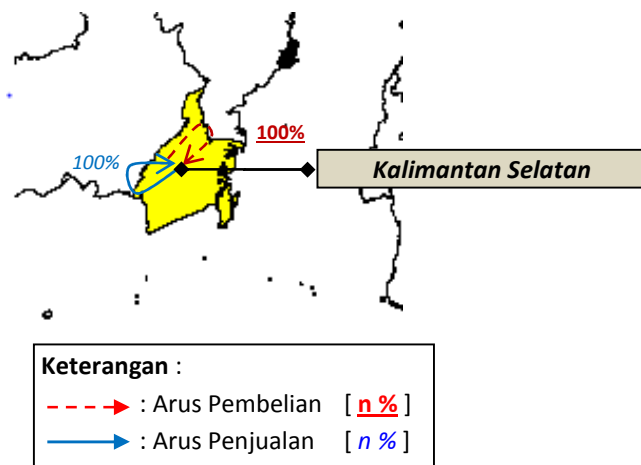 100%
100%
Kalimantan Selatan
Keterangan :
: Arus Pembelian [ n % ]
: Arus Penjualan [ n % ]